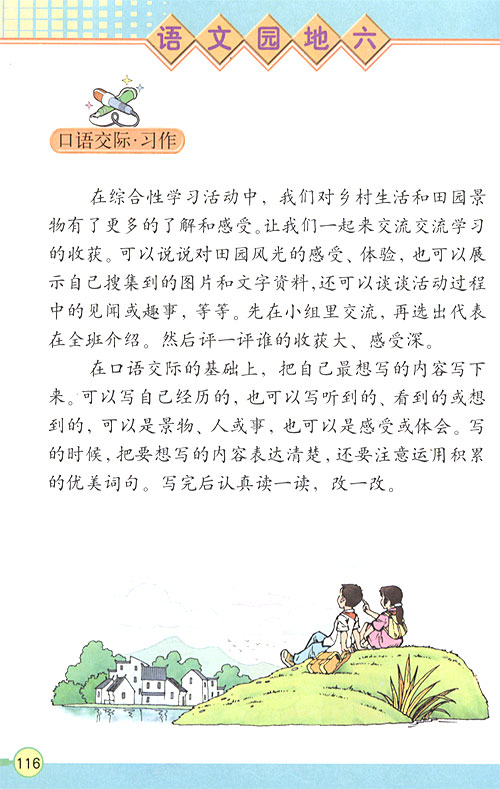 语文园地六
口语交际·习作
在综合性学习活动中，我们对乡村生活和田园景
物有了更多的了解和感受。让我们一起来交流交流学习
的收获。可以说说对田园风光的感受、体验，也可以展
示自己搜集到的图片和文字资料，还可以谈谈活动过程
中的见闻或趣事，等等。先在小组里交流，再选出代表
在全班介绍。然后评一评谁的收获大、感受深。
在口语交际的基础上，把自己最想写的内容写下
来。可以写自己经历的，也可以写听到的、看到的或想
到的，可以是景物、人或事，也可以是感受或体会。写
的时候，把要想写的内容表达清楚，还要注意运用积累
的优美词句。写完后认真读一读，改一改。
116